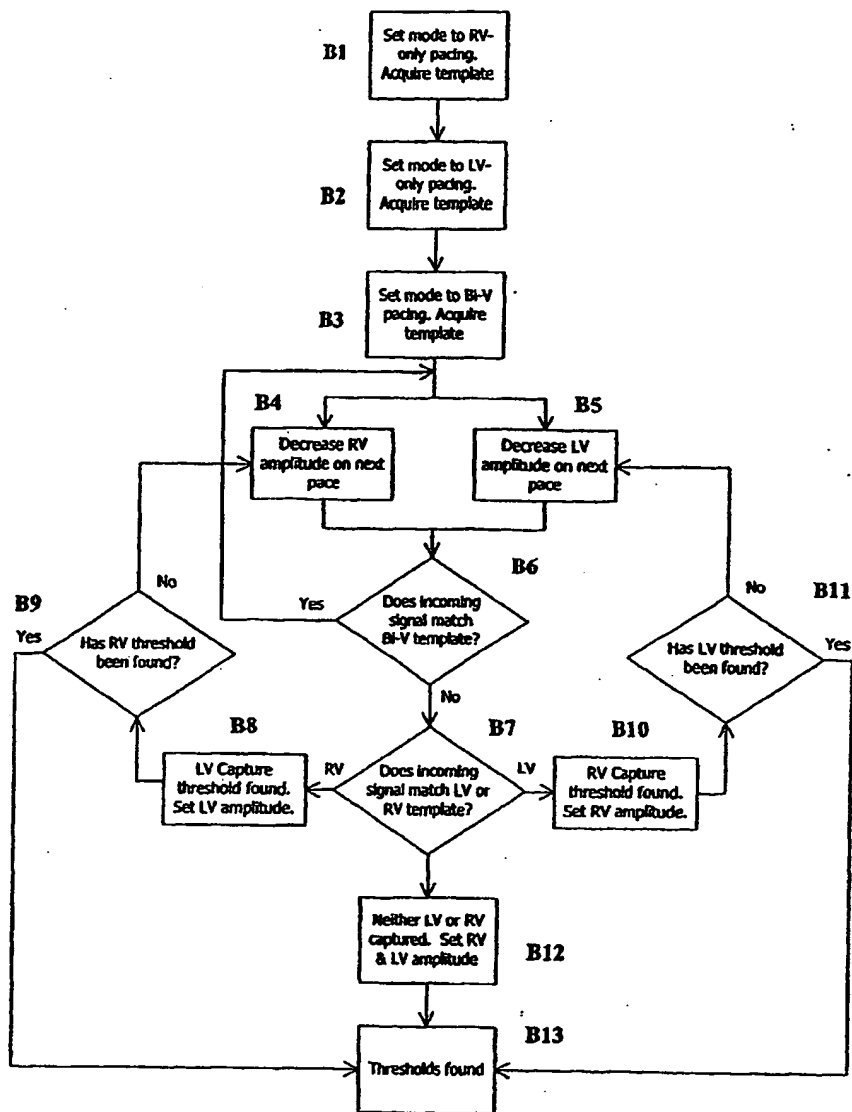 B1
Set mode to RV-
only pacing.
Acquire template
B2
Set mode to LV-
only pacing.
Acquire template
B3
Set mode to Bi-V
pacing. Acquire
template
B4
Decrease RV
amplitude on next
pace
B5
Decrease LV
amplitude on next
pace
B6
Does incoming
signal match
Bi-V template?
Yes
No
B9
Has RV threshold
been found?
No
Yes
B11
Has LV threshold
been found?
No
Yes
B7
Does incoming
signal match LV or
RV template?
RV
LV
B8
LV Capture
threshold found.
Set LV amplitude.
B10
RV Capture
threshold found.
Set RV amplitude.
B12
Neither LV or RV
captured. Set RV
& LV amplitude
B13
Thresholds found